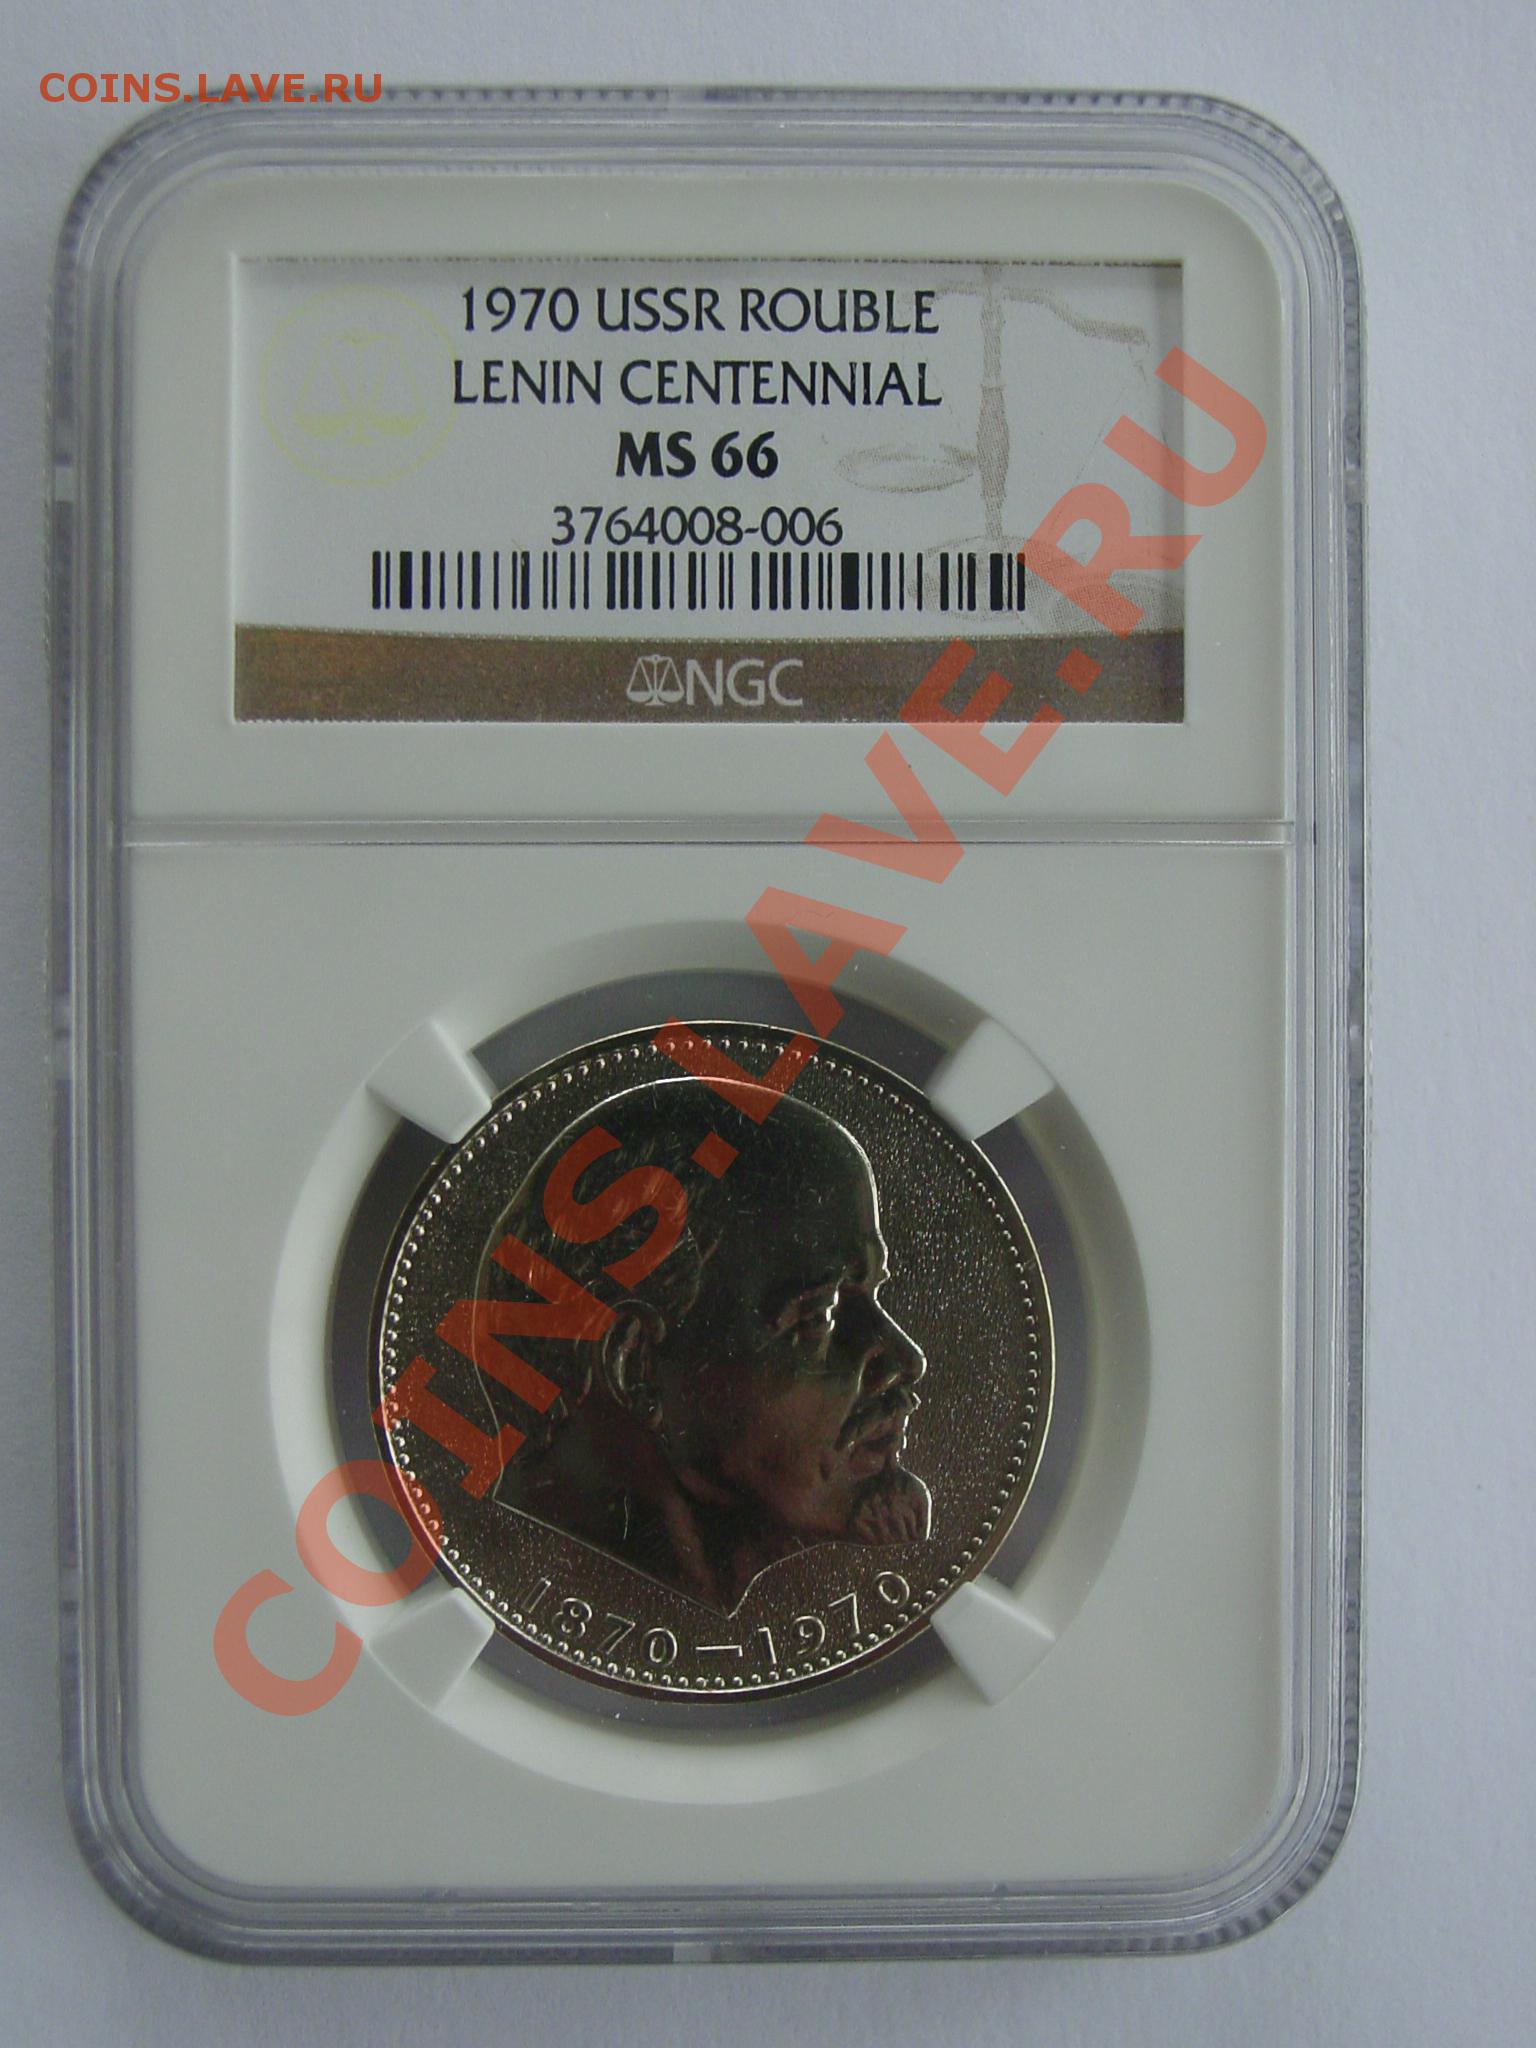 COINS.LAVE.RU
1970 USSR ROUBLE
LENIN CENTENNIAL
MS 66
3764008-006
NGC
COINS.LAVE.RU
1870–1970